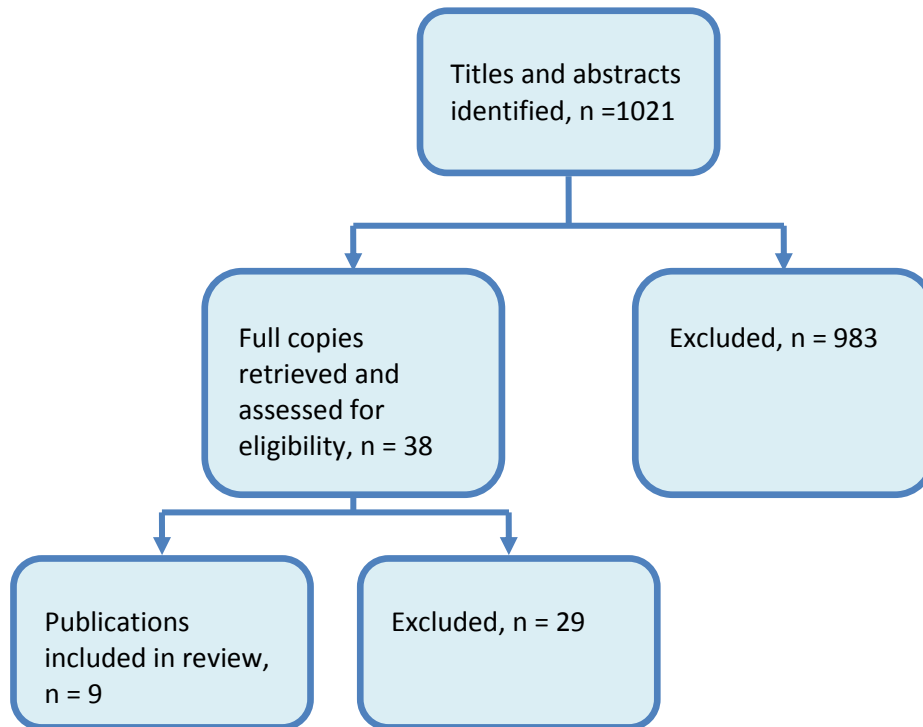 Titles and abstracts
identified, n =1021
Full copies
retrieved and
assessed for
eligibility, n = 38
Excluded, n = 983
Publications
included in review,
n = 9
Excluded, n = 29